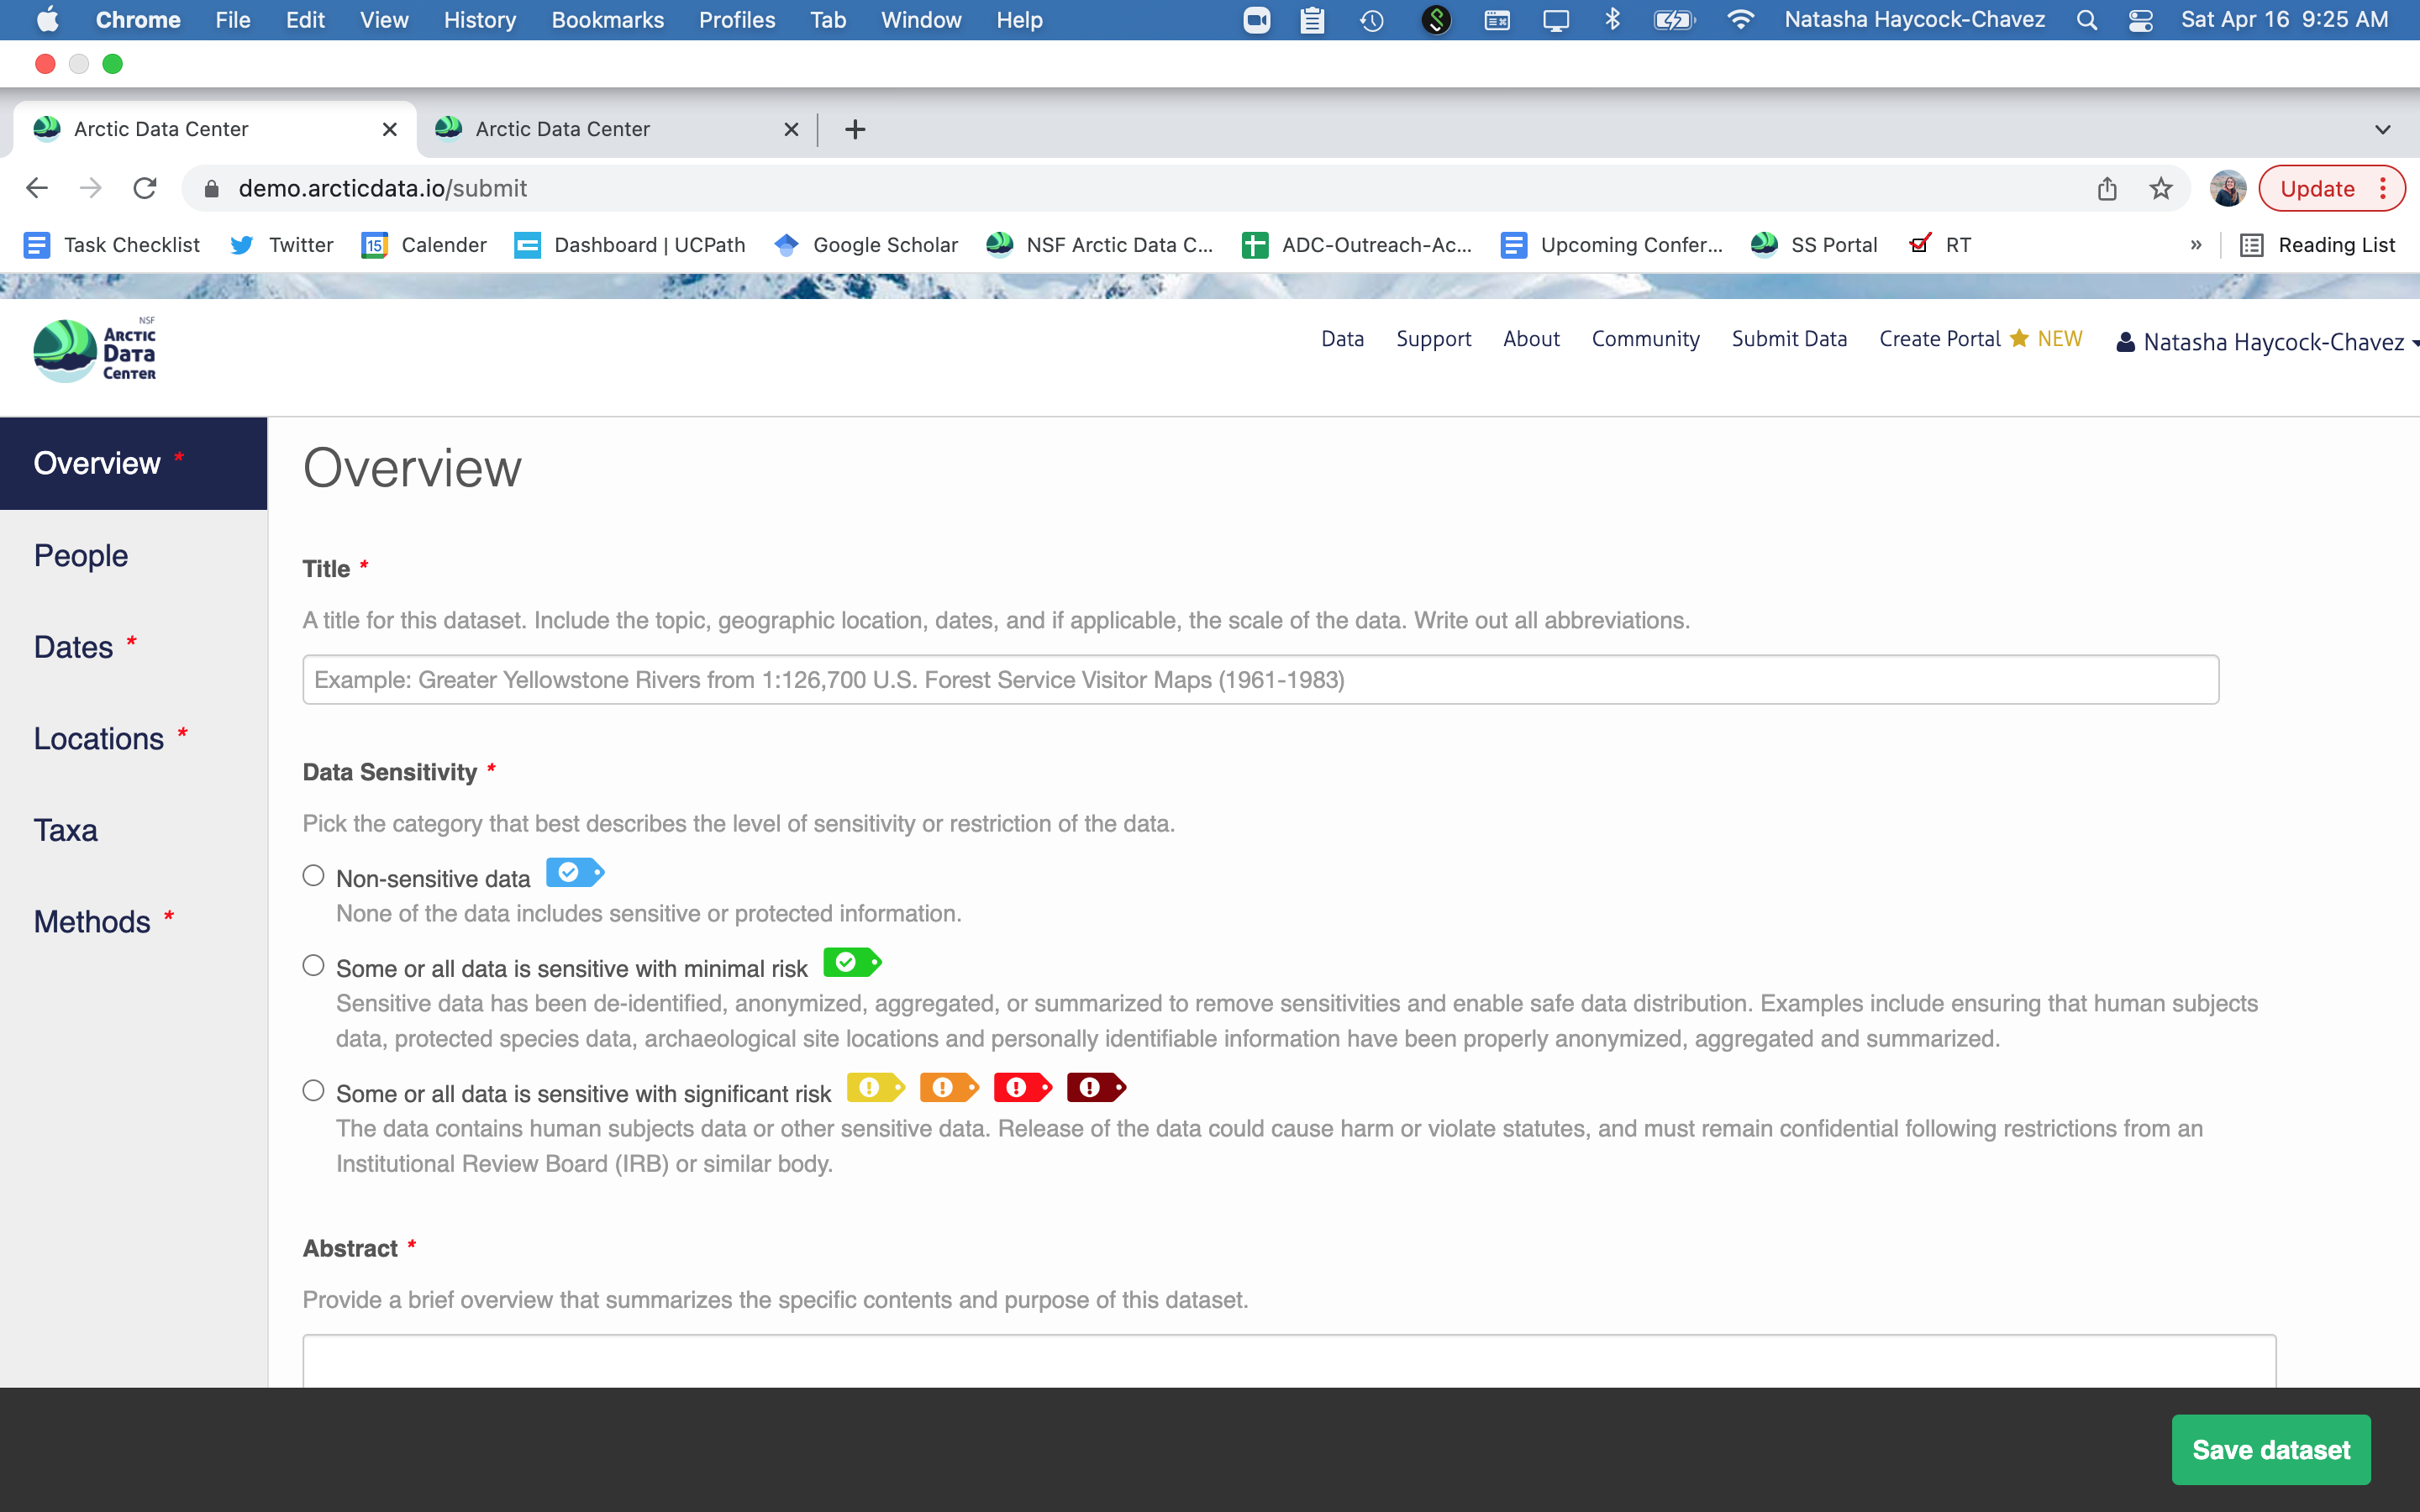 Chrome File Edit View History Bookmarks Profiles Tab Window Help Natasha Haycock-Chavez Sat Apr 16 9:25 AM
Arctic Data Center Arctic Data Center
demo.arcticdata.io/submit Update
Task Checklist Twitter 15 Calender Dashboard | UCPath Google Scholar NSF Arctic Data C... ADC-Outreach-Ac... Upcoming Confer... SS Portal RT » Reading List
NSF
ARCTIC
DATA
CENTER
Data Support About Community Submit Data Create Portal NEW Natasha Haycock-Chavez
Overview *
People
Dates *
Locations *
Taxa
Methods *
Overview
Title *
A title for this dataset. Include the topic, geographic location, dates, and if applicable, the scale of the data. Write out all abbreviations.
Example: Greater Yellowstone Rivers from 1:126,700 U.S. Forest Service Visitor Maps (1961-1983)
Data Sensitivity *
Pick the category that best describes the level of sensitivity or restriction of the data.
Non-sensitive data
None of the data includes sensitive or protected information.
Some or all data is sensitive with minimal risk
Sensitive data has been de-identified, anonymized, aggregated, or summarized to remove sensitivities and enable safe data distribution. Examples include ensuring that human subjects
data, protected species data, archaeological site locations and personally identifiable information have been properly anonymized, aggregated and summarized.
Some or all data is sensitive with significant risk
The data contains human subjects data or other sensitive data. Release of the data could cause harm or violate statutes, and must remain confidential following restrictions from an
Institutional Review Board (IRB) or similar body.
Abstract *
Provide a brief overview that summarizes the specific contents and purpose of this dataset.
Save dataset